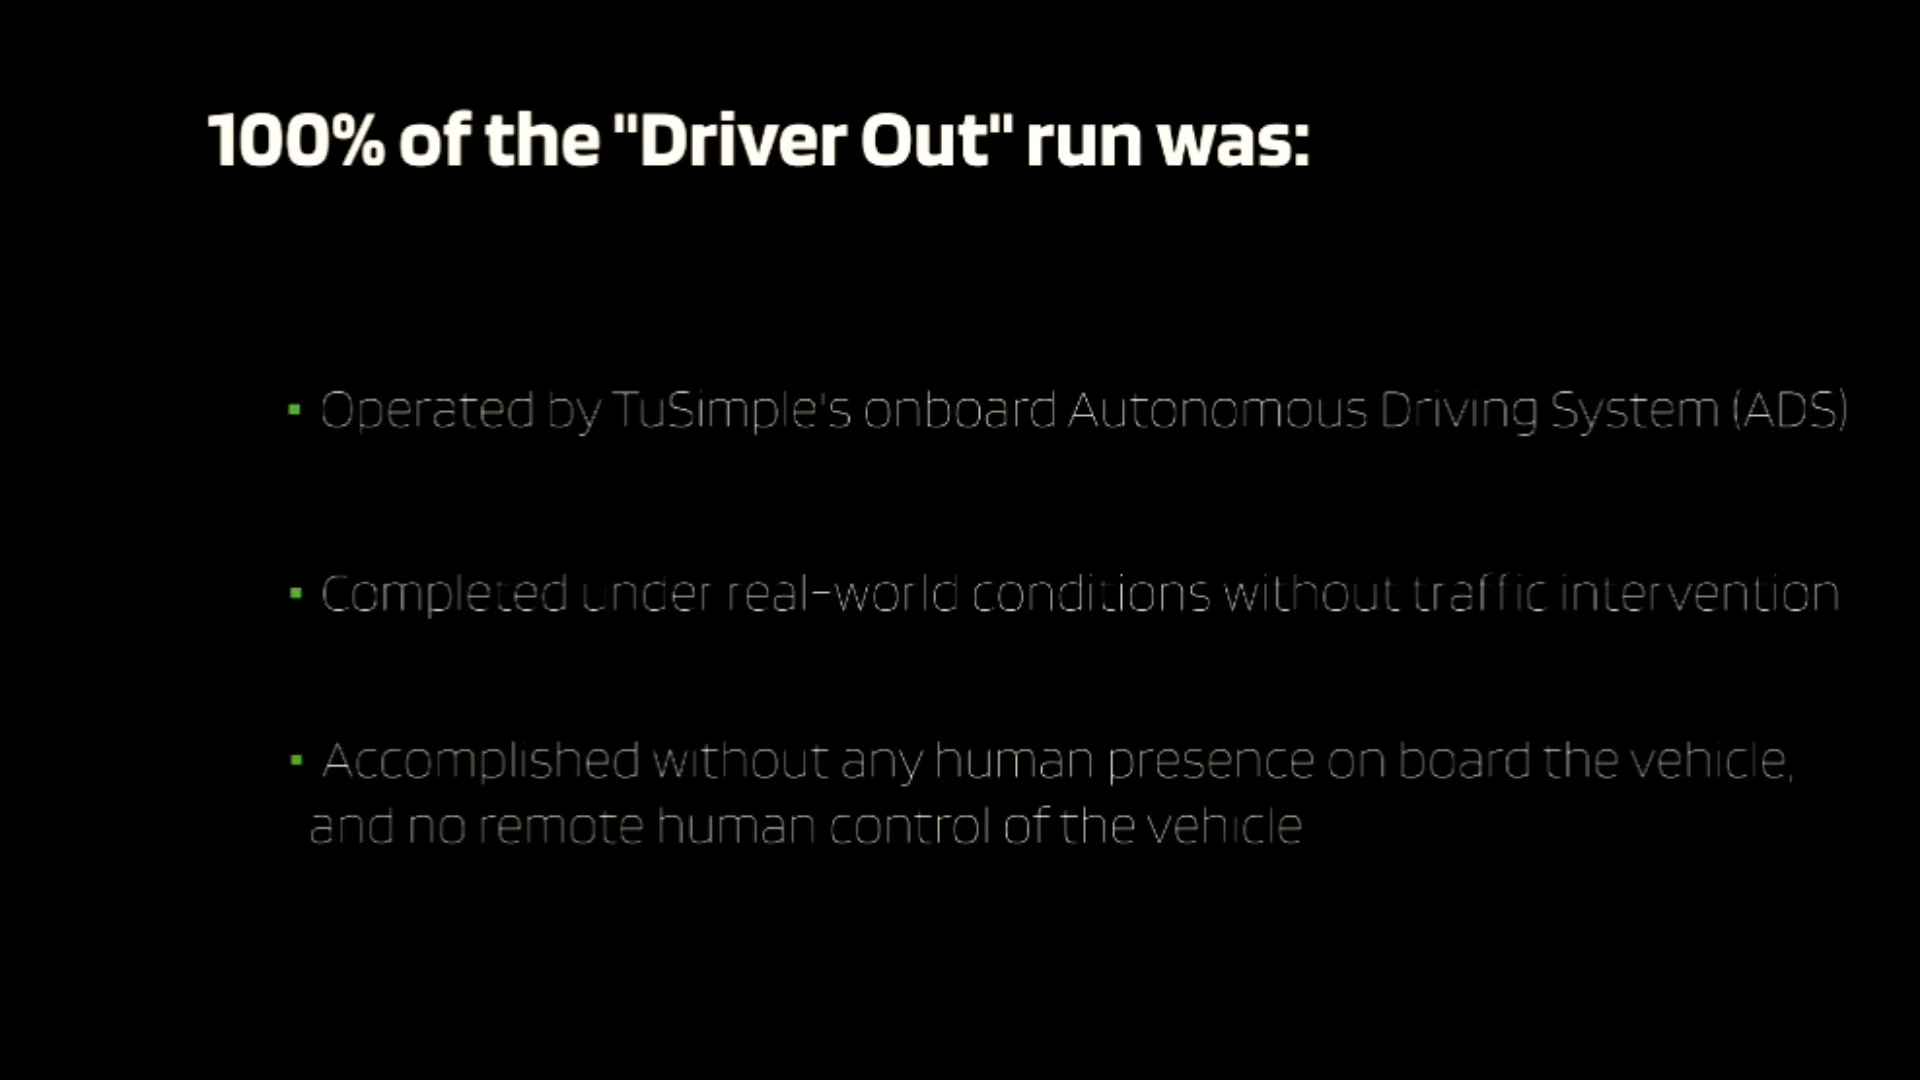 100% of the "Driver Out" run was:
▪ Operated by TuSimple's onboard Autonomous Driving System (ADS)
▪ Completed under real-world conditions without traffic intervention
▪ Accomplished without any human presence on board the vehicle,
and no remote human control of the vehicle